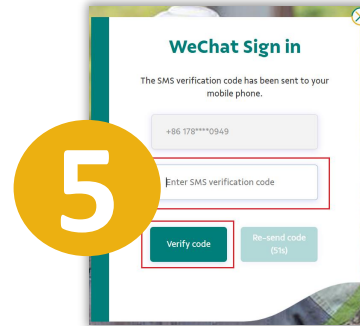 WeChat Sign in
The SMS verification code has been sent to your
mobile phone.
+86 178****0949
Enter SMS verification code
5
Verify code
Re-send code
(51s)